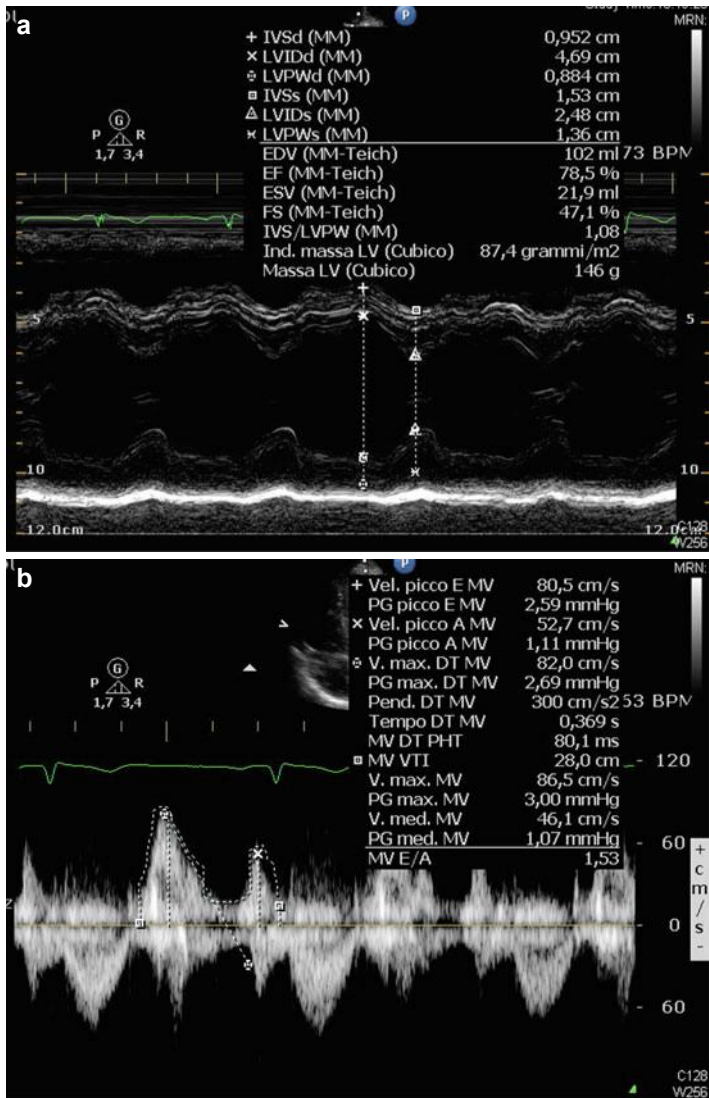 a
MRN:
P
+ IVSd (MM) 0,952 cm
× LVIDd (MM) 4,69 cm
LVPWd (MM) 0,884 cm
IVSs (MM) 1,53 cm
LVIDs (MM) 2,48 cm
LVPWs (MM) 1,36 cm
EDV (MM-Teich) 102 ml 73 BPM
EF (MM-Teich) 78,5 %
ESV (MM-Teich) 21,9 ml
FS (MM-Teich) 47,1 %
IVS/LVPW (MM) 1,08
Ind. massa LV (Cubico) 87,4 grammi/m2
Massa LV (Cubico) 146 g
G
P R
1,7 3,4
5 5
10 10
12.0cm 12.0c
C128
W256
b
MRN:
P
+ Vel. picco E MV 80,5 cm/s
PG picco E MV 2,59 mmHg
× Vel. picco A MV 52,7 cm/s
PG picco A MV 1,11 mmHg
V. max. DT MV 82,0 cm/s
PG max. DT MV 2,69 mmHg
Pend. DT MV 300 cm/s2 53 BPM
Tempo DT MV 0,369 s
MV DT PHT 80,1 ms
MV VTI 28,0 cm
V. max. MV 86,5 cm/s
PG max. MV 3,00 mmHg
V. med. MV 46,1 cm/s
PG med. MV 1,07 mmHg
MV E/A 1,53
G
P R
1,7 3,4
- 120
60
+ cm/s -
0
- 60
C128
W256